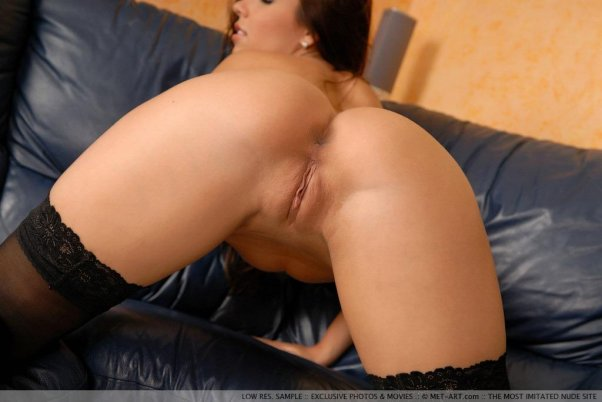 LOW RES. SAMPLE :: EXCLUSIVE PHOTOS & MOVIES :: © MET-ART.COM :: THE MOST IMITATED NUDE SITE